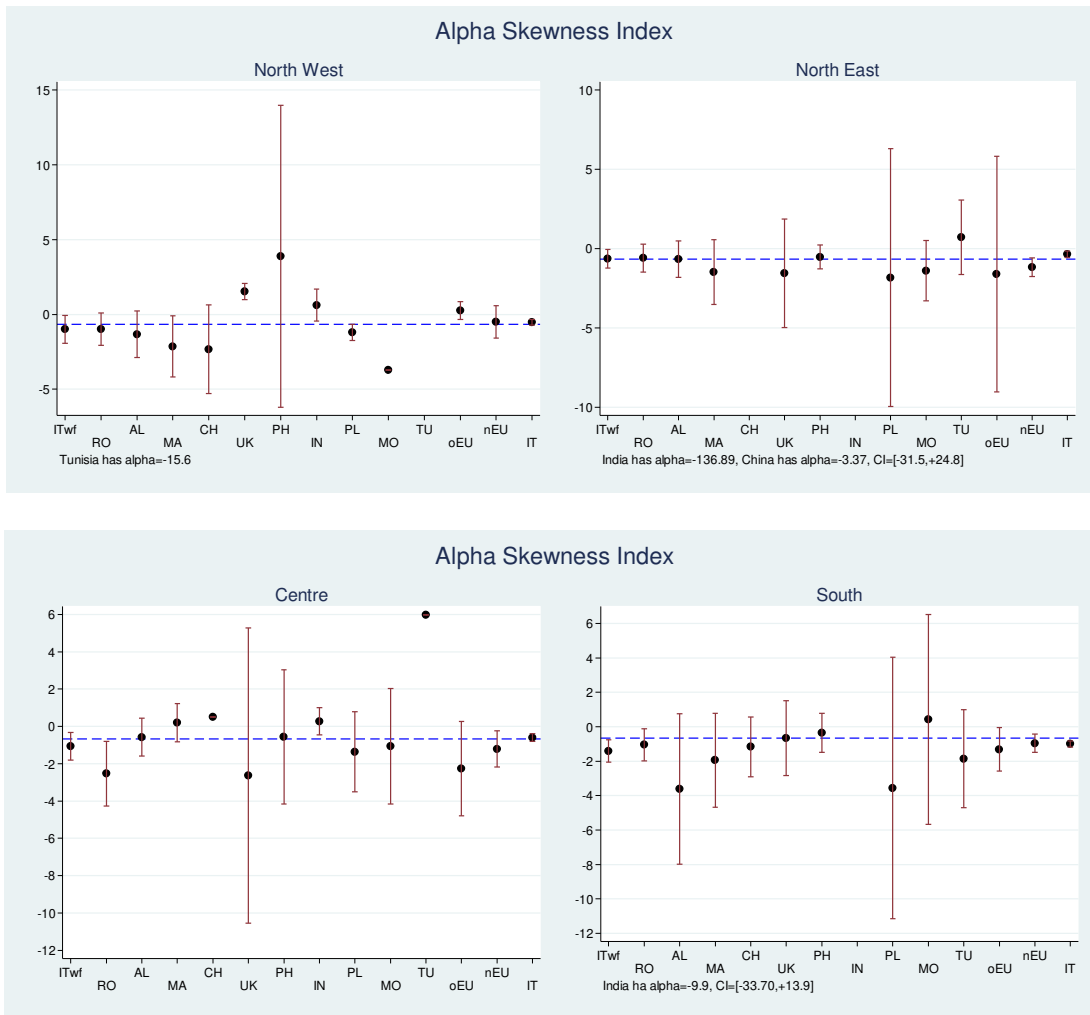 Alpha Skewness Index
North West
15
10
5
0
-5
ITwf AL CH PH PL TU nEU
RO MA UK IN MO oEU IT
Tunisia has alpha=-15.6
North East
10
5
0
-5
-10
ITwf AL CH PH PL TU nEU
RO MA UK IN MO oEU IT
India has alpha=-136.89, China has alpha=-3.37, CI=[-31.5,+24.8]
Alpha Skewness Index
Centre
6
4
2
0
-2
-4
-6
-8
-10
-12
ITwf AL CH PH PL TU nEU
RO MA UK IN MO oEU IT
South
6
4
2
0
-2
-4
-6
-8
-10
-12
ITwf AL CH PH PL TU nEU
RO MA UK IN MO oEU IT
India ha alpha=-9.9, CI=[-33.70,+13.9]